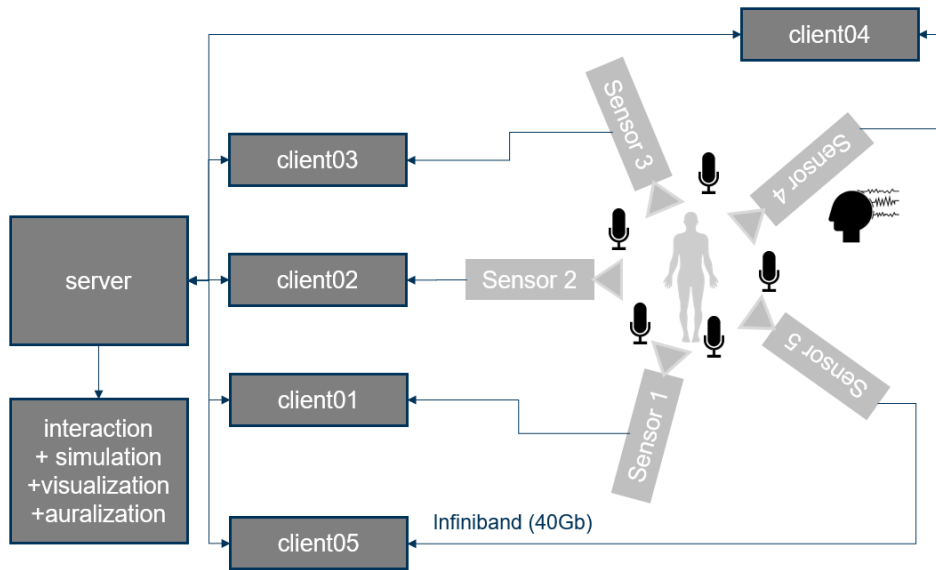 client04
Sensor 3
client03
Sensor 4
server
client02
Sensor 2
Sensor 5
client01
Sensor 1
interaction
+ simulation
+visualization
+auralization
Infiniband (40Gb)
client05